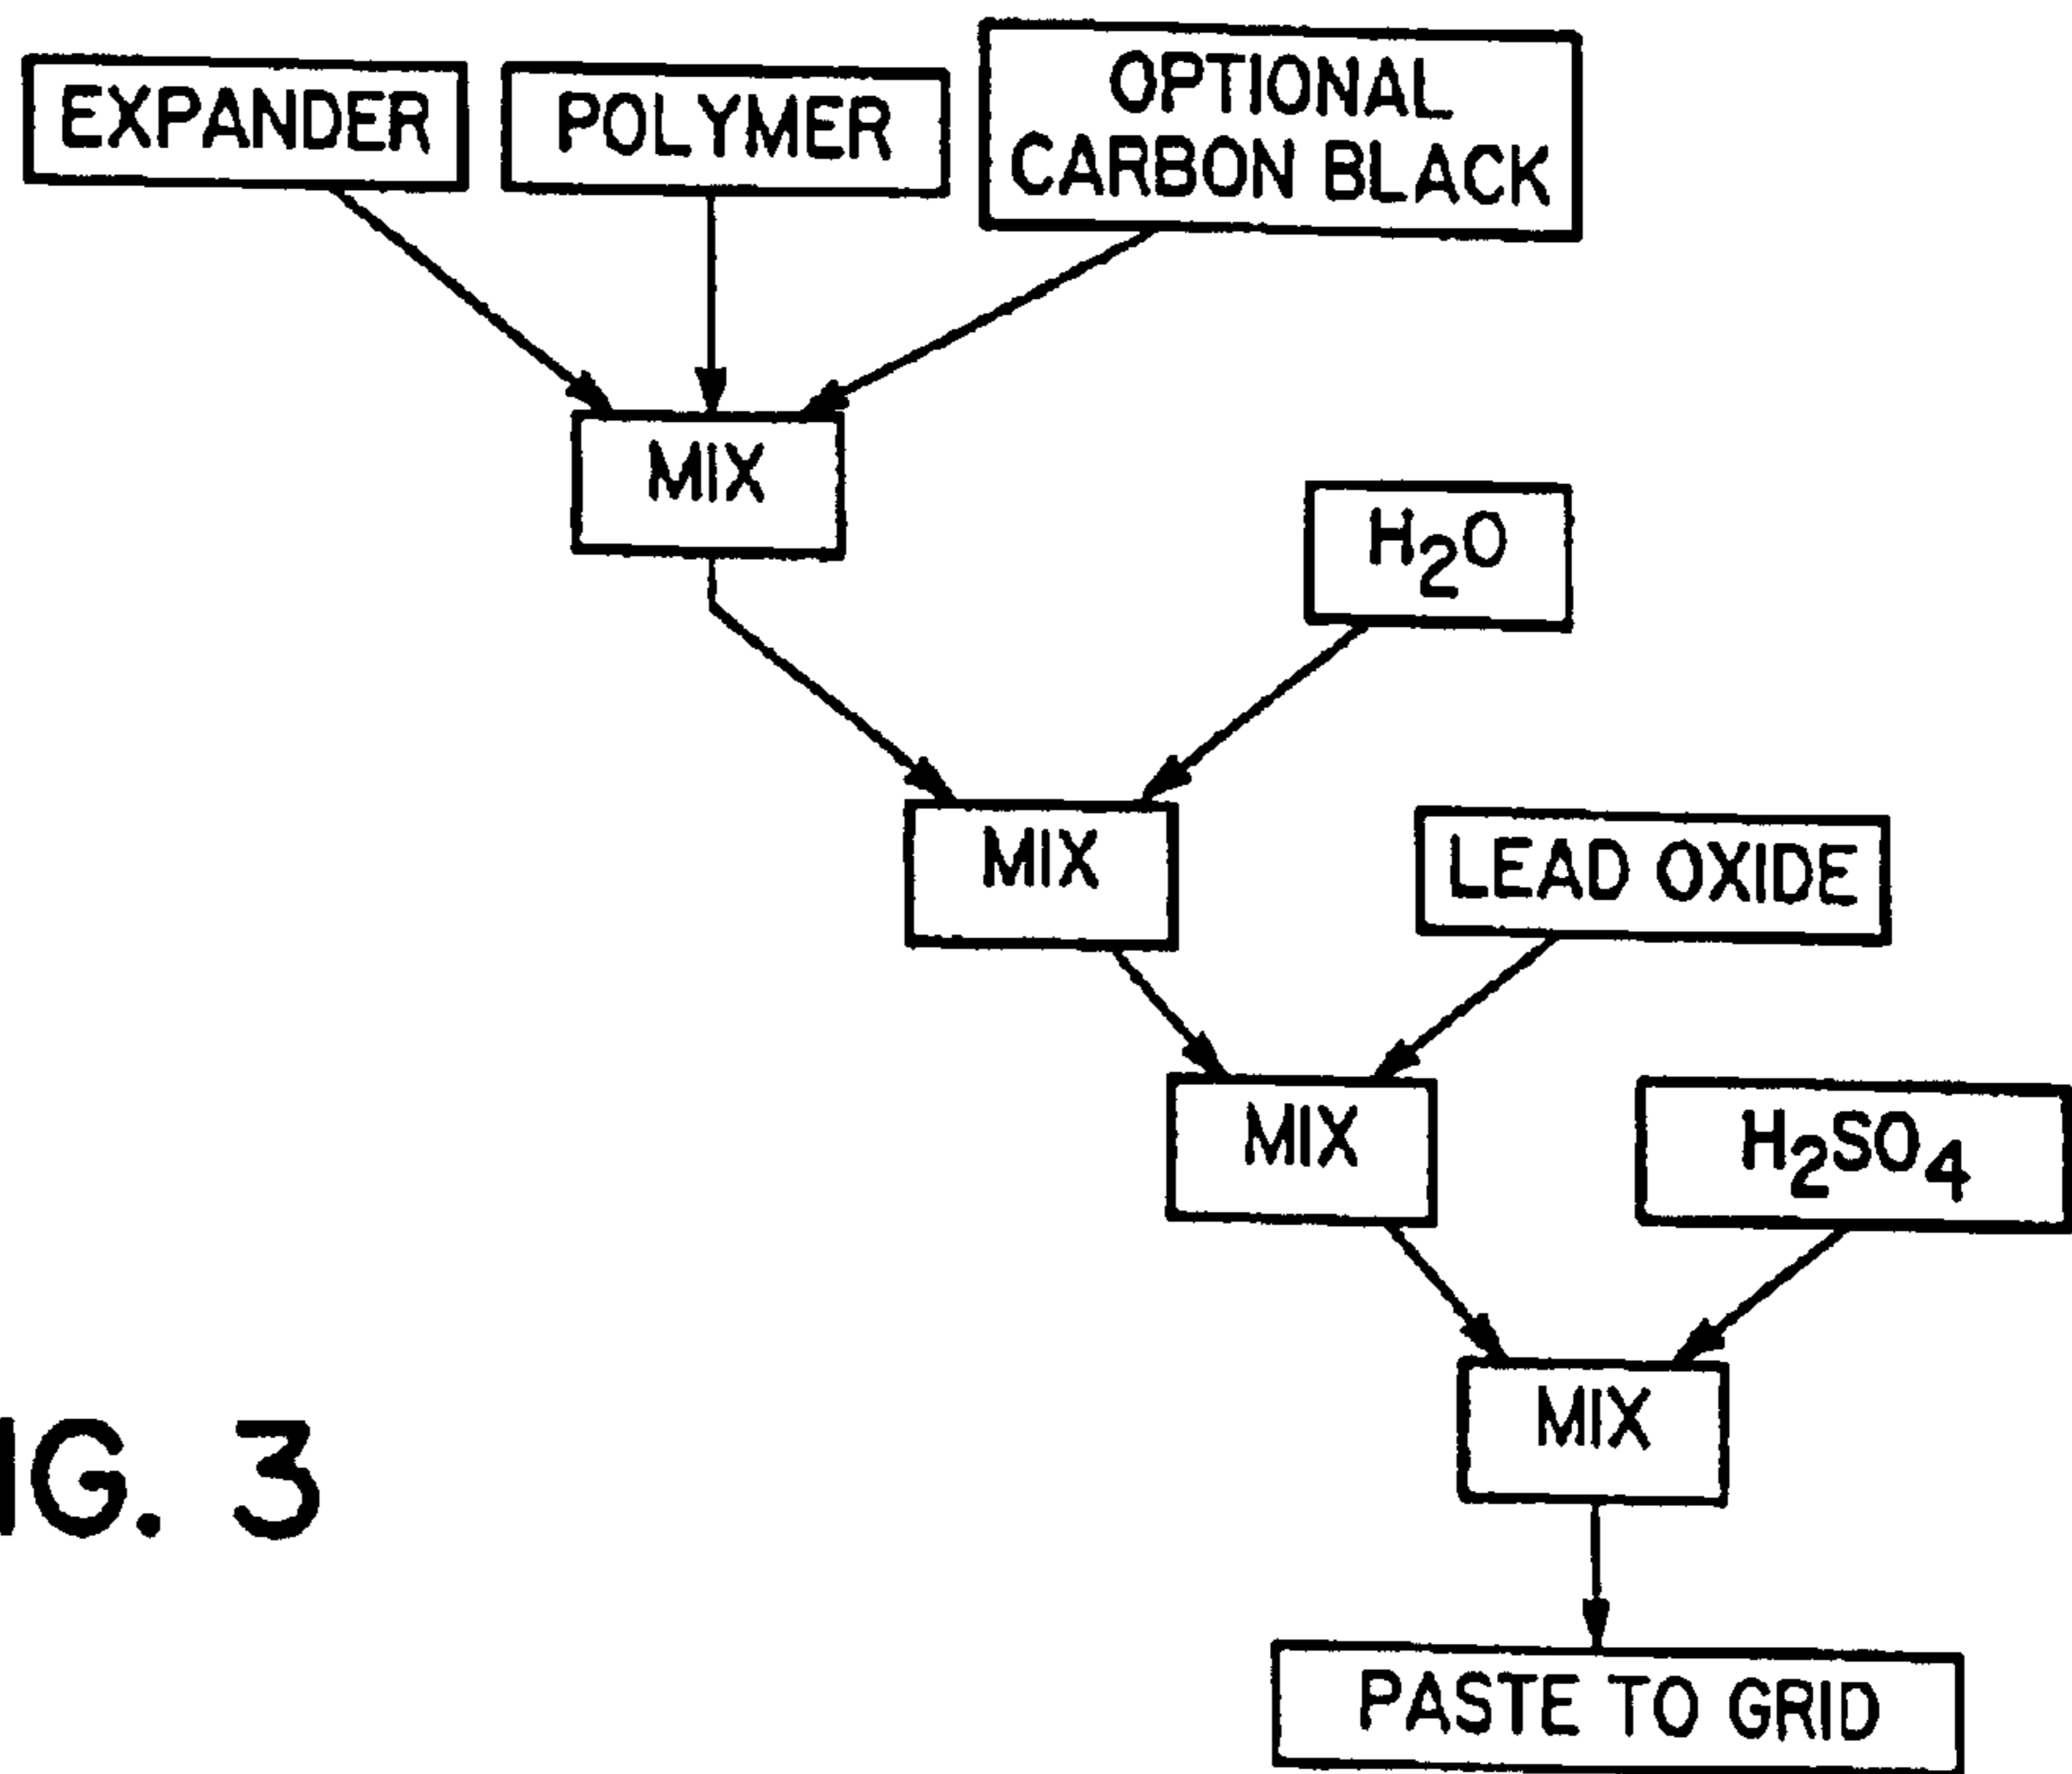 EXPANDER
POLYMER
OPTIONAL
CARBON BLACK
MIX
H2O
MIX
LEAD OXIDE
MIX
H2SO4
MIX
IG. 3
PASTE TO GRID